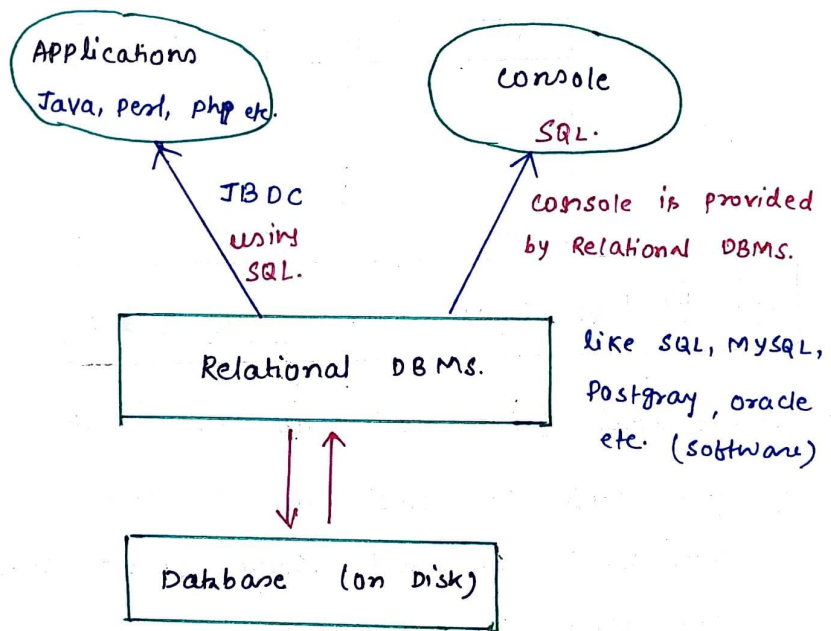 Applications
Java, perl, php etc.
console
SQL.
JBDC
using
SQL.
console is provided
by Relational DBMS.
Relational DBMS.
like SQL, MYSQL,
Postgray, oracle
etc. (software)
Database (on Disk)